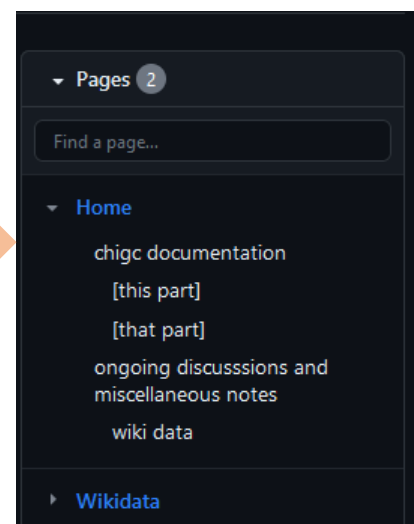 Pages 2
Find a page...
Home
chigc documentation
[this part]
[that part]
ongoing discusssions and
miscellaneous notes
wiki data
Wikidata